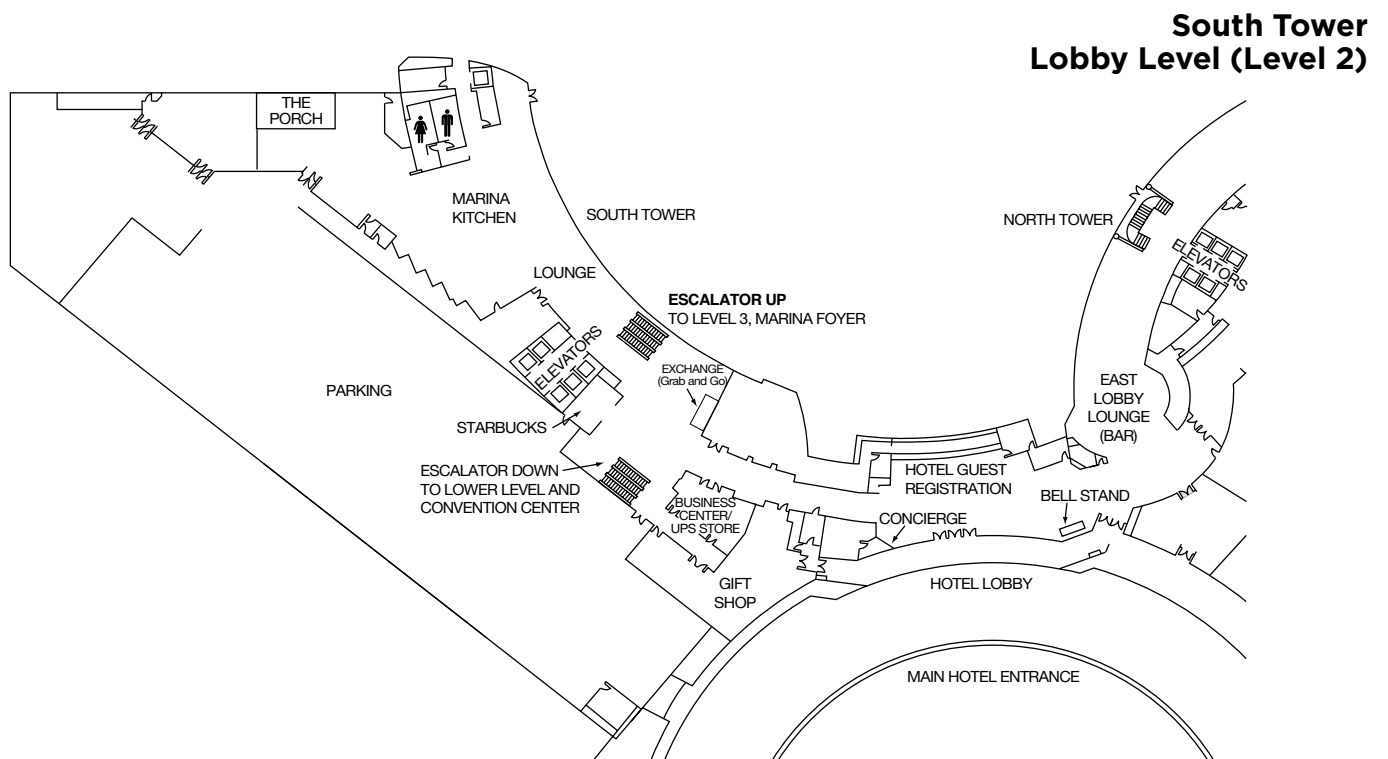 South Tower
Lobby Level (Level 2)
THE
PORCH
MARINA
KITCHEN
SOUTH TOWER
NORTH TOWER
ELEVATORS
LOUNGE
ESCALATOR UP
TO LEVEL 3, MARINA FOYER
ELEVATORS
EXCHANGE
(Grab and Go)
PARKING
EAST
LOBBY
LOUNGE
(BAR)
STARBUCKS
ESCALATOR DOWN
TO LOWER LEVEL AND
CONVENTION CENTER
HOTEL GUEST
REGISTRATION
BUSINESS
CENTER/
UPS STORE
BELL STAND
CONCIERGE
GIFT
SHOP
HOTEL LOBBY
MAIN HOTEL ENTRANCE